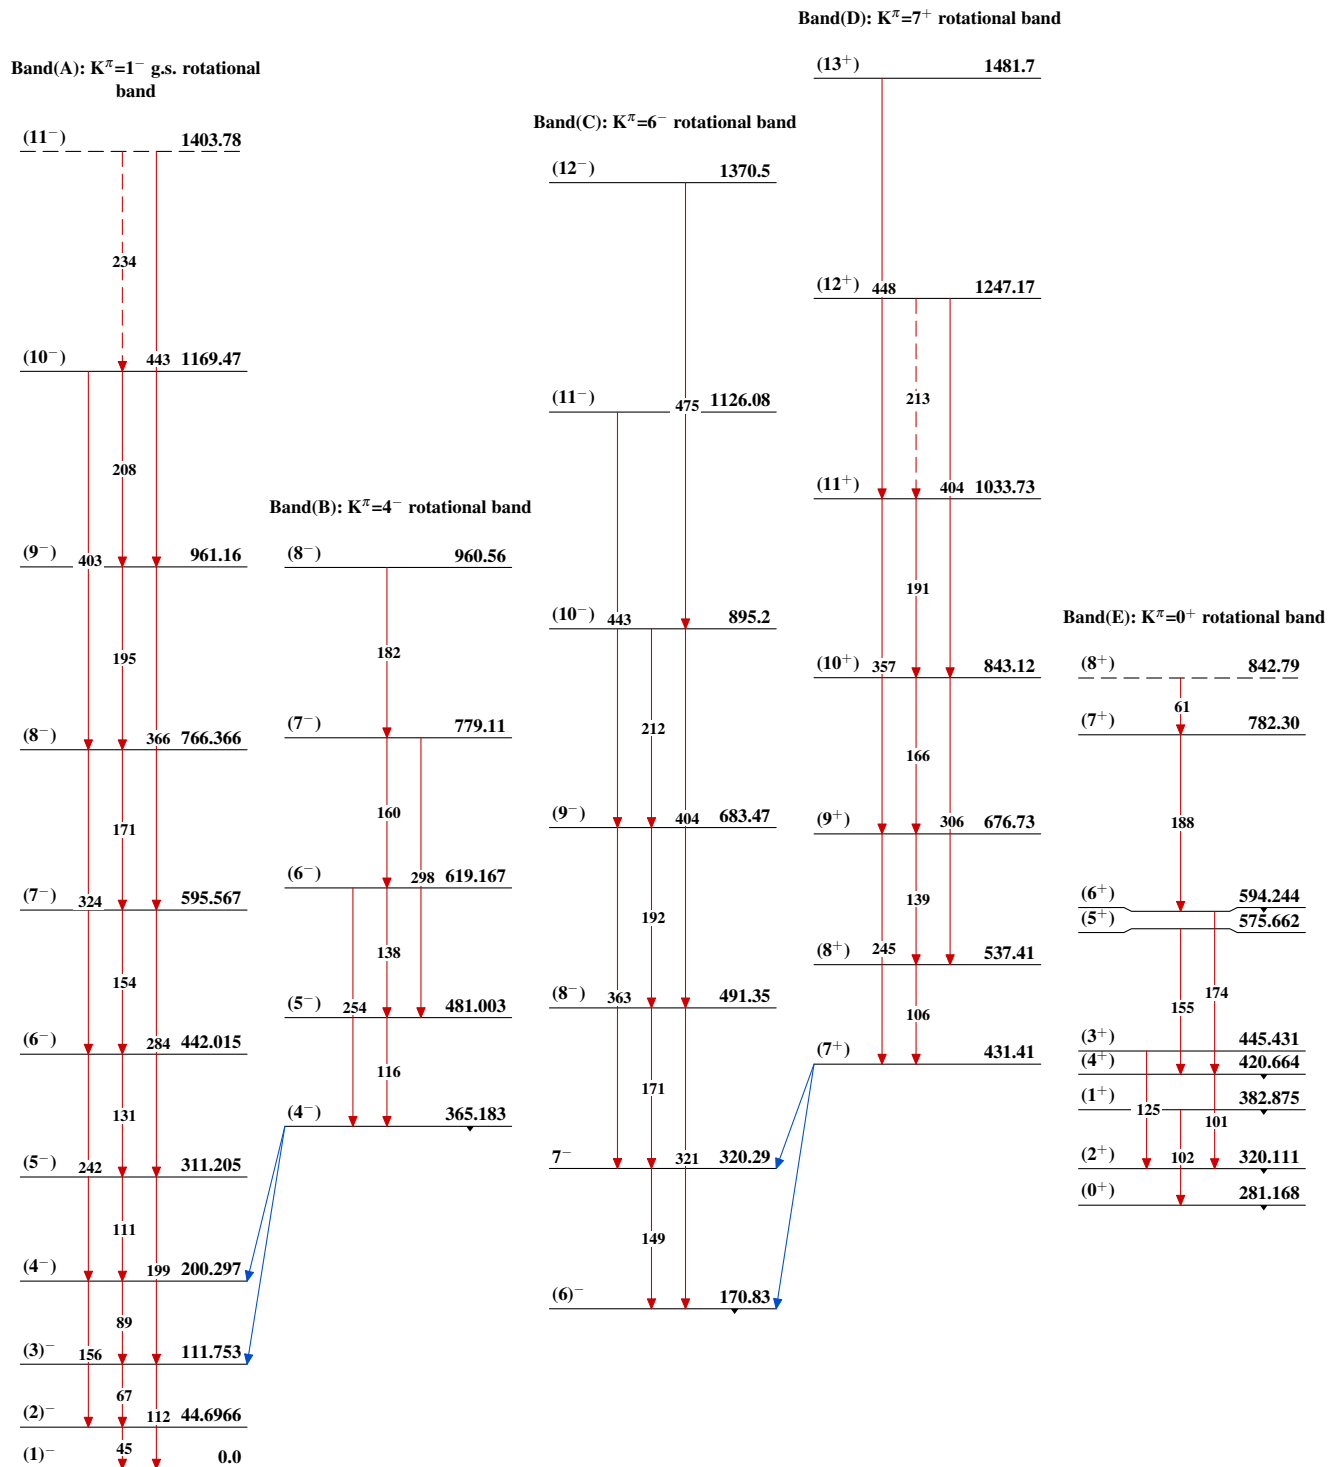 Band(A): Kπ=1− g.s. rotational
band
(11−) 1403.78
234
(10−) 443 1169.47
208
(9−) 403 961.16
195
(8−) 366 766.366
171
(7−) 324 595.567
154
(6−) 284 442.015
131
(5−) 242 311.205
111
(4−) 199 200.297
89
(3)− 156 111.753
67
(2)− 112 44.6966
(1)− 45 0.0
Band(B): Kπ=4− rotational band
(8−) 960.56
182
(7−) 779.11
160
(6−) 298 619.167
138
(5−) 254 481.003
116
(4−) 365.183
Band(C): Kπ=6− rotational band
(12−) 1370.5
(11−) 475 1126.08
(10−) 443 895.2
212
(9−) 404 683.47
192
(8−) 363 491.35
171
7− 321 320.29
149
(6)− 170.83
Band(D): Kπ=7+ rotational band
(13+) 1481.7
(12+) 448 1247.17
213
(11+) 404 1033.73
191
(10+) 357 843.12
166
(9+) 306 676.73
139
(8+) 245 537.41
106
(7+) 431.41
Band(E): Kπ=0+ rotational band
(8+) 842.79
61
(7+) 782.30
188
(6+) 594.244
(5+) 575.662
174
155
(3+) 445.431
(4+) 420.664
(1+) 382.875
125
101
(2+) 102 320.111
(0+) 281.168